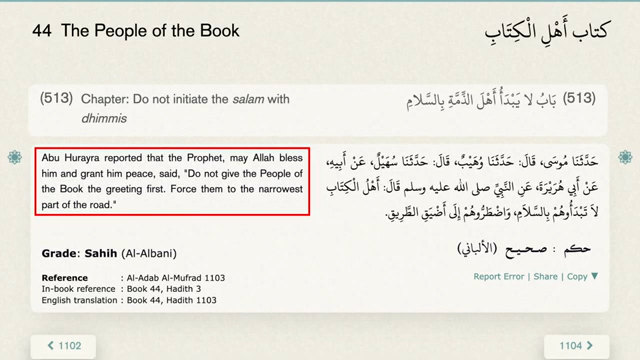 44 The People of the Book
كتاب أَهْلِ الْكِتَابِ
(513) Chapter: Do not initiate the salam with
dhimmis
(513) بَابُ لا يَبْدَأُ أَهْلَ الذِّمَّةِ بِالسَّلامِ
Abu Hurayra reported that the Prophet, may Allah bless
him and grant him peace, said, "Do not give the People of
the Book the greeting first. Force them to the narrowest
part of the road."
حَدَّثَنَا مُوسَى، قَالَ: حَدَّثَنَا وُهَيْبٌ، قَالَ: حَدَّثَنَا سُهَيْلٌ، عَنْ أَبِيهِ،
عَنْ أَبِي هُرَيْرَةَ، عَنِ النَّبِيِّ صلى الله عليه وسلم قَالَ: أَهْلُ الْكِتَابِ
لاَ تَبْدَأُوهُمْ بِالسَّلاَمِ، وَاضْطَرُّوهُمْ إِلَى أَضْيَقِ الطَّرِيقِ.
Grade: Sahih (Al-Albani)
حكم : صحيح (الألباني)
Reference : Al-Adab Al-Mufrad 1103
In-book reference : Book 44, Hadith 3
English translation : Book 44, Hadith 1103
Report Error | Share | Copy ▼
< 1102
1104 >